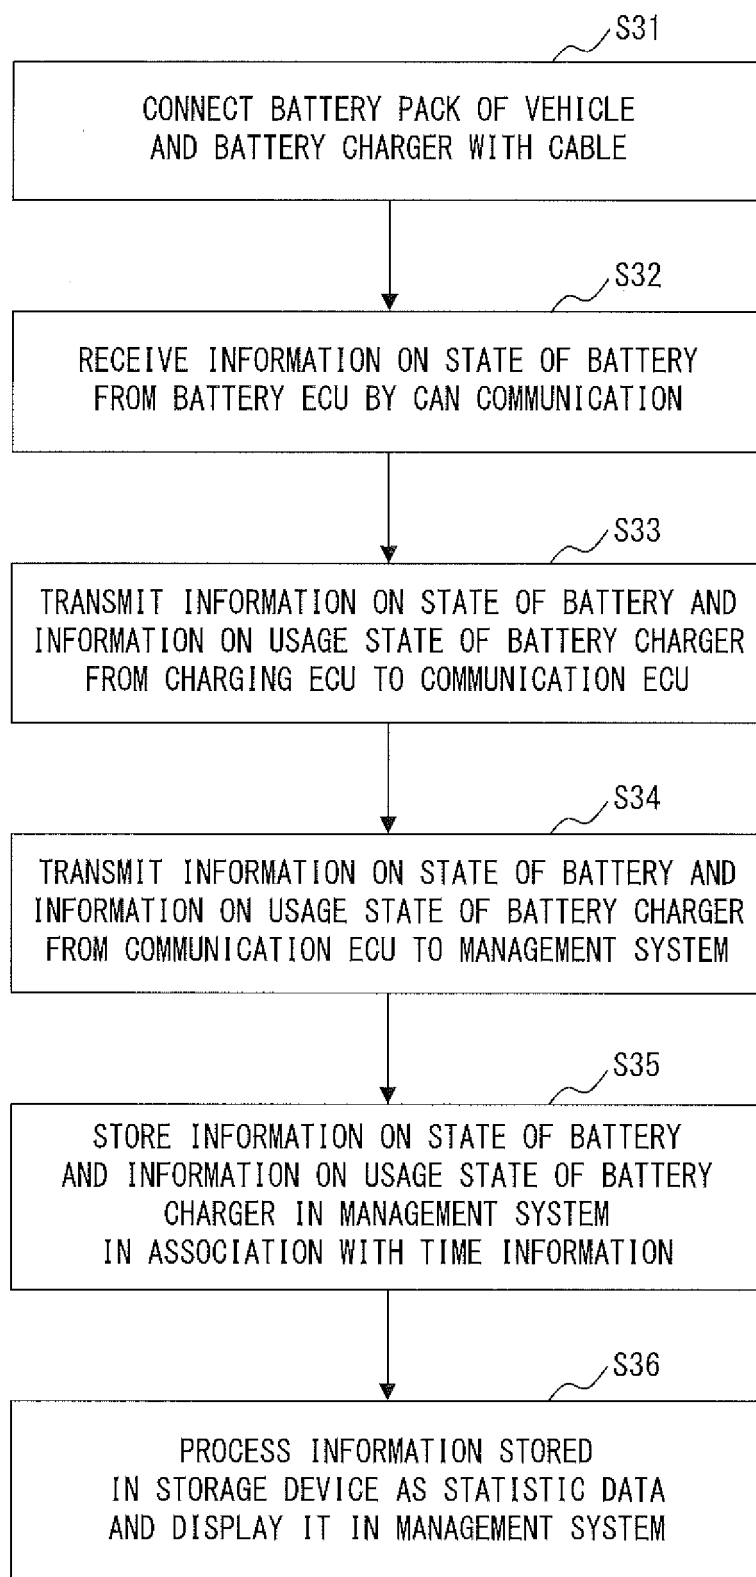 S31
CONNECT BATTERY PACK OF VEHICLE
AND BATTERY CHARGER WITH CABLE
S32
RECEIVE INFORMATION ON STATE OF BATTERY
FROM BATTERY ECU BY CAN COMMUNICATION
S33
TRANSMIT INFORMATION ON STATE OF BATTERY AND
INFORMATION ON USAGE STATE OF BATTERY CHARGER
FROM CHARGING ECU TO COMMUNICATION ECU
S34
TRANSMIT INFORMATION ON STATE OF BATTERY AND
INFORMATION ON USAGE STATE OF BATTERY CHARGER
FROM COMMUNICATION ECU TO MANAGEMENT SYSTEM
S35
STORE INFORMATION ON STATE OF BATTERY
AND INFORMATION ON USAGE STATE OF BATTERY
CHARGER IN MANAGEMENT SYSTEM
IN ASSOCIATION WITH TIME INFORMATION
S36
PROCESS INFORMATION STORED
IN STORAGE DEVICE AS STATISTIC DATA
AND DISPLAY IT IN MANAGEMENT SYSTEM